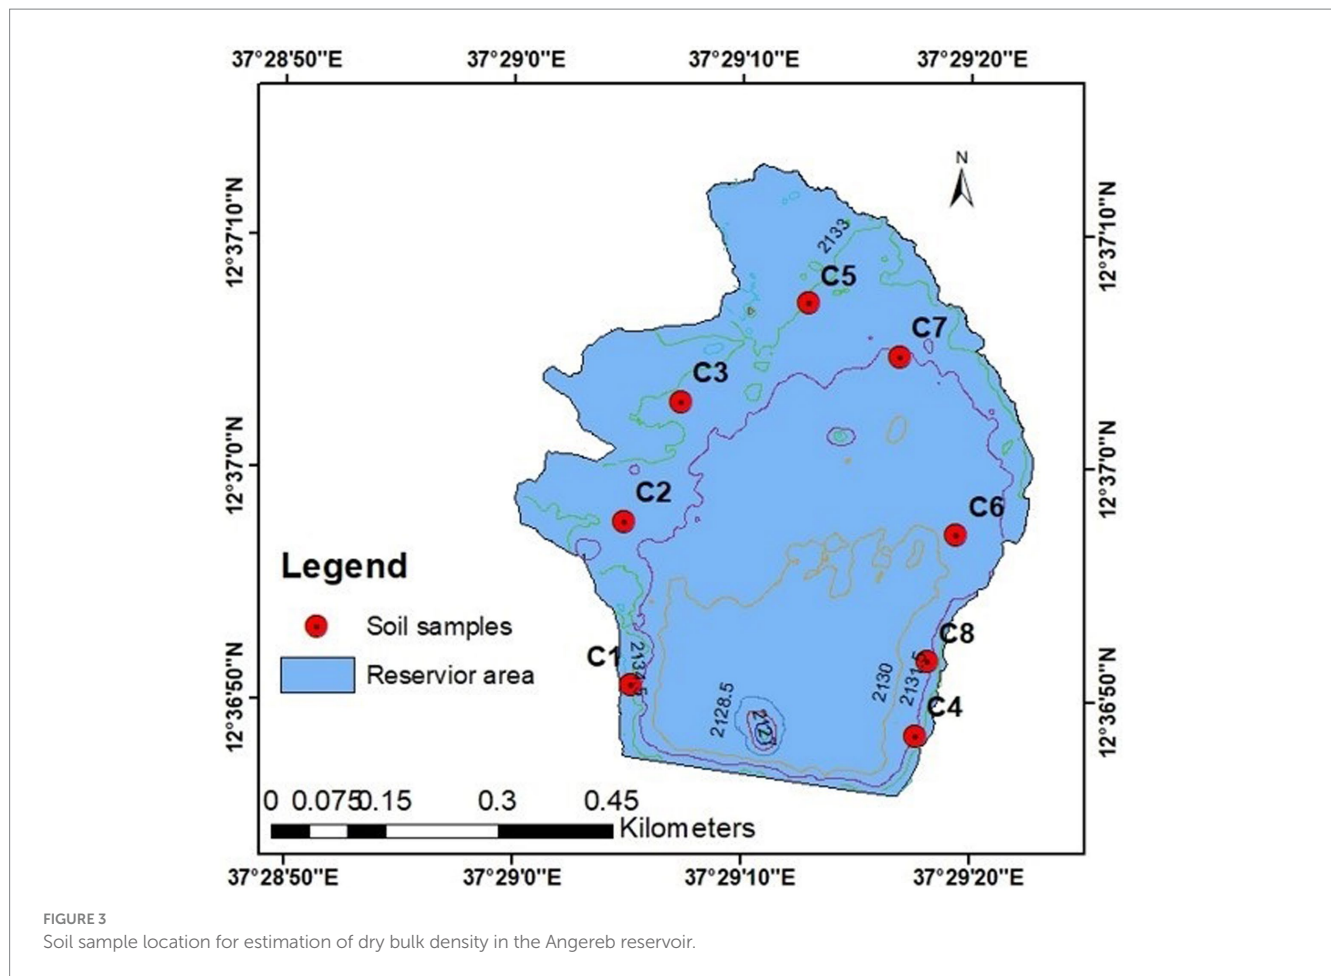 37°28'50"E 37°29'0"E 37°29'10"E 37°29'20"E
N
12°37'10"N
12°37'10"N
2133
C5
C7
C3
12°37'0"N
12°37'0"N
C2
C6
Legend
Soil samples
Reservior area
C8
C1
2131.5
2130
12°36'50"N
12°36'50"N
C4
2128.5
2127
0 0.075 0.15 0.3 0.45
Kilometers
37°28'50"E 37°29'0"E 37°29'10"E 37°29'20"E
FIGURE 3
Soil sample location for estimation of dry bulk density in the Angereb reservoir.